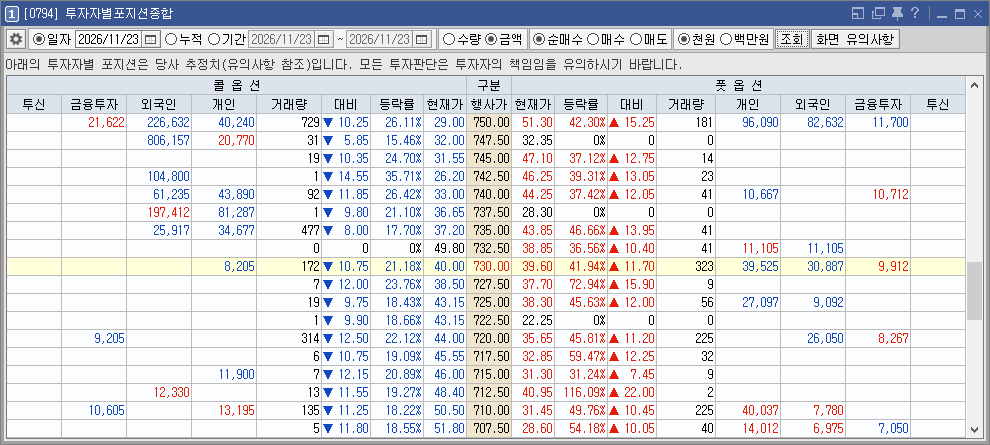 1 [0794] 투자자별포지션종합
일자 2026/11/23 누적 기간 2026/11/23 ~ 2026/11/23 수량 금액 순매수 매수 매도 천원 백만원 조회 화면 유의사항
아래의 투자자별 포지션은 당사 추정치(유의사항 참조)입니다. 모든 투자판단은 투자자의 책임임을 유의하시기 바랍니다.
콜 옵 션 구분 풋 옵 션
투신 금융투자 외국인 개인 거래량 대비 등락률 현재가 행사가 현재가 등락률 대비 거래량 개인 외국인 금융투자 투신
21,622 226,632 40,240 729 ▼ 10.25 26.11% 29.00 750.00 51.30 42.30% ▲ 15.25 181 96,090 82,632 11,700
806,157 20,770 31 ▼ 5.85 15.46% 32.00 747.50 32.35 0% 0 0
19 ▼ 10.35 24.70% 31.55 745.00 47.10 37.12% ▲ 12.75 14
104,800 1 ▼ 14.55 35.71% 26.20 742.50 46.25 39.31% ▲ 13.05 23
61,235 43,890 92 ▼ 11.85 26.42% 33.00 740.00 44.25 37.42% ▲ 12.05 41 10,667 10,712
197,412 81,287 1 ▼ 9.80 21.10% 36.65 737.50 28.30 0% 0 0
25,917 34,677 477 ▼ 8.00 17.70% 37.20 735.00 43.85 46.66% ▲ 13.95 41
0 0 0% 49.80 732.50 38.85 36.56% ▲ 10.40 41 11,105 11,105
8,205 172 ▼ 10.75 21.18% 40.00 730.00 39.60 41.94% ▲ 11.70 323 39,525 30,887 9,912
7 ▼ 12.00 23.76% 38.50 727.50 37.70 72.94% ▲ 15.90 9
19 ▼ 9.75 18.43% 43.15 725.00 38.30 45.63% ▲ 12.00 56 27,097 9,092
1 ▼ 9.90 18.66% 43.15 722.50 22.25 0% 0 0
9,205 314 ▼ 12.50 22.12% 44.00 720.00 35.65 45.81% ▲ 11.20 225 26,050 8,267
6 ▼ 10.75 19.09% 45.55 717.50 32.85 59.47% ▲ 12.25 32
11,900 7 ▼ 12.15 20.89% 46.00 715.00 31.30 31.24% ▲ 7.45 9
12,330 13 ▼ 11.55 19.27% 48.40 712.50 40.95 116.09% ▲ 22.00 2
10,605 13,195 135 ▼ 11.25 18.22% 50.50 710.00 31.45 49.76% ▲ 10.45 225 40,037 7,780
5 ▼ 11.80 18.55% 51.80 707.50 28.60 54.18% ▲ 10.05 40 14,012 6,975 7,050